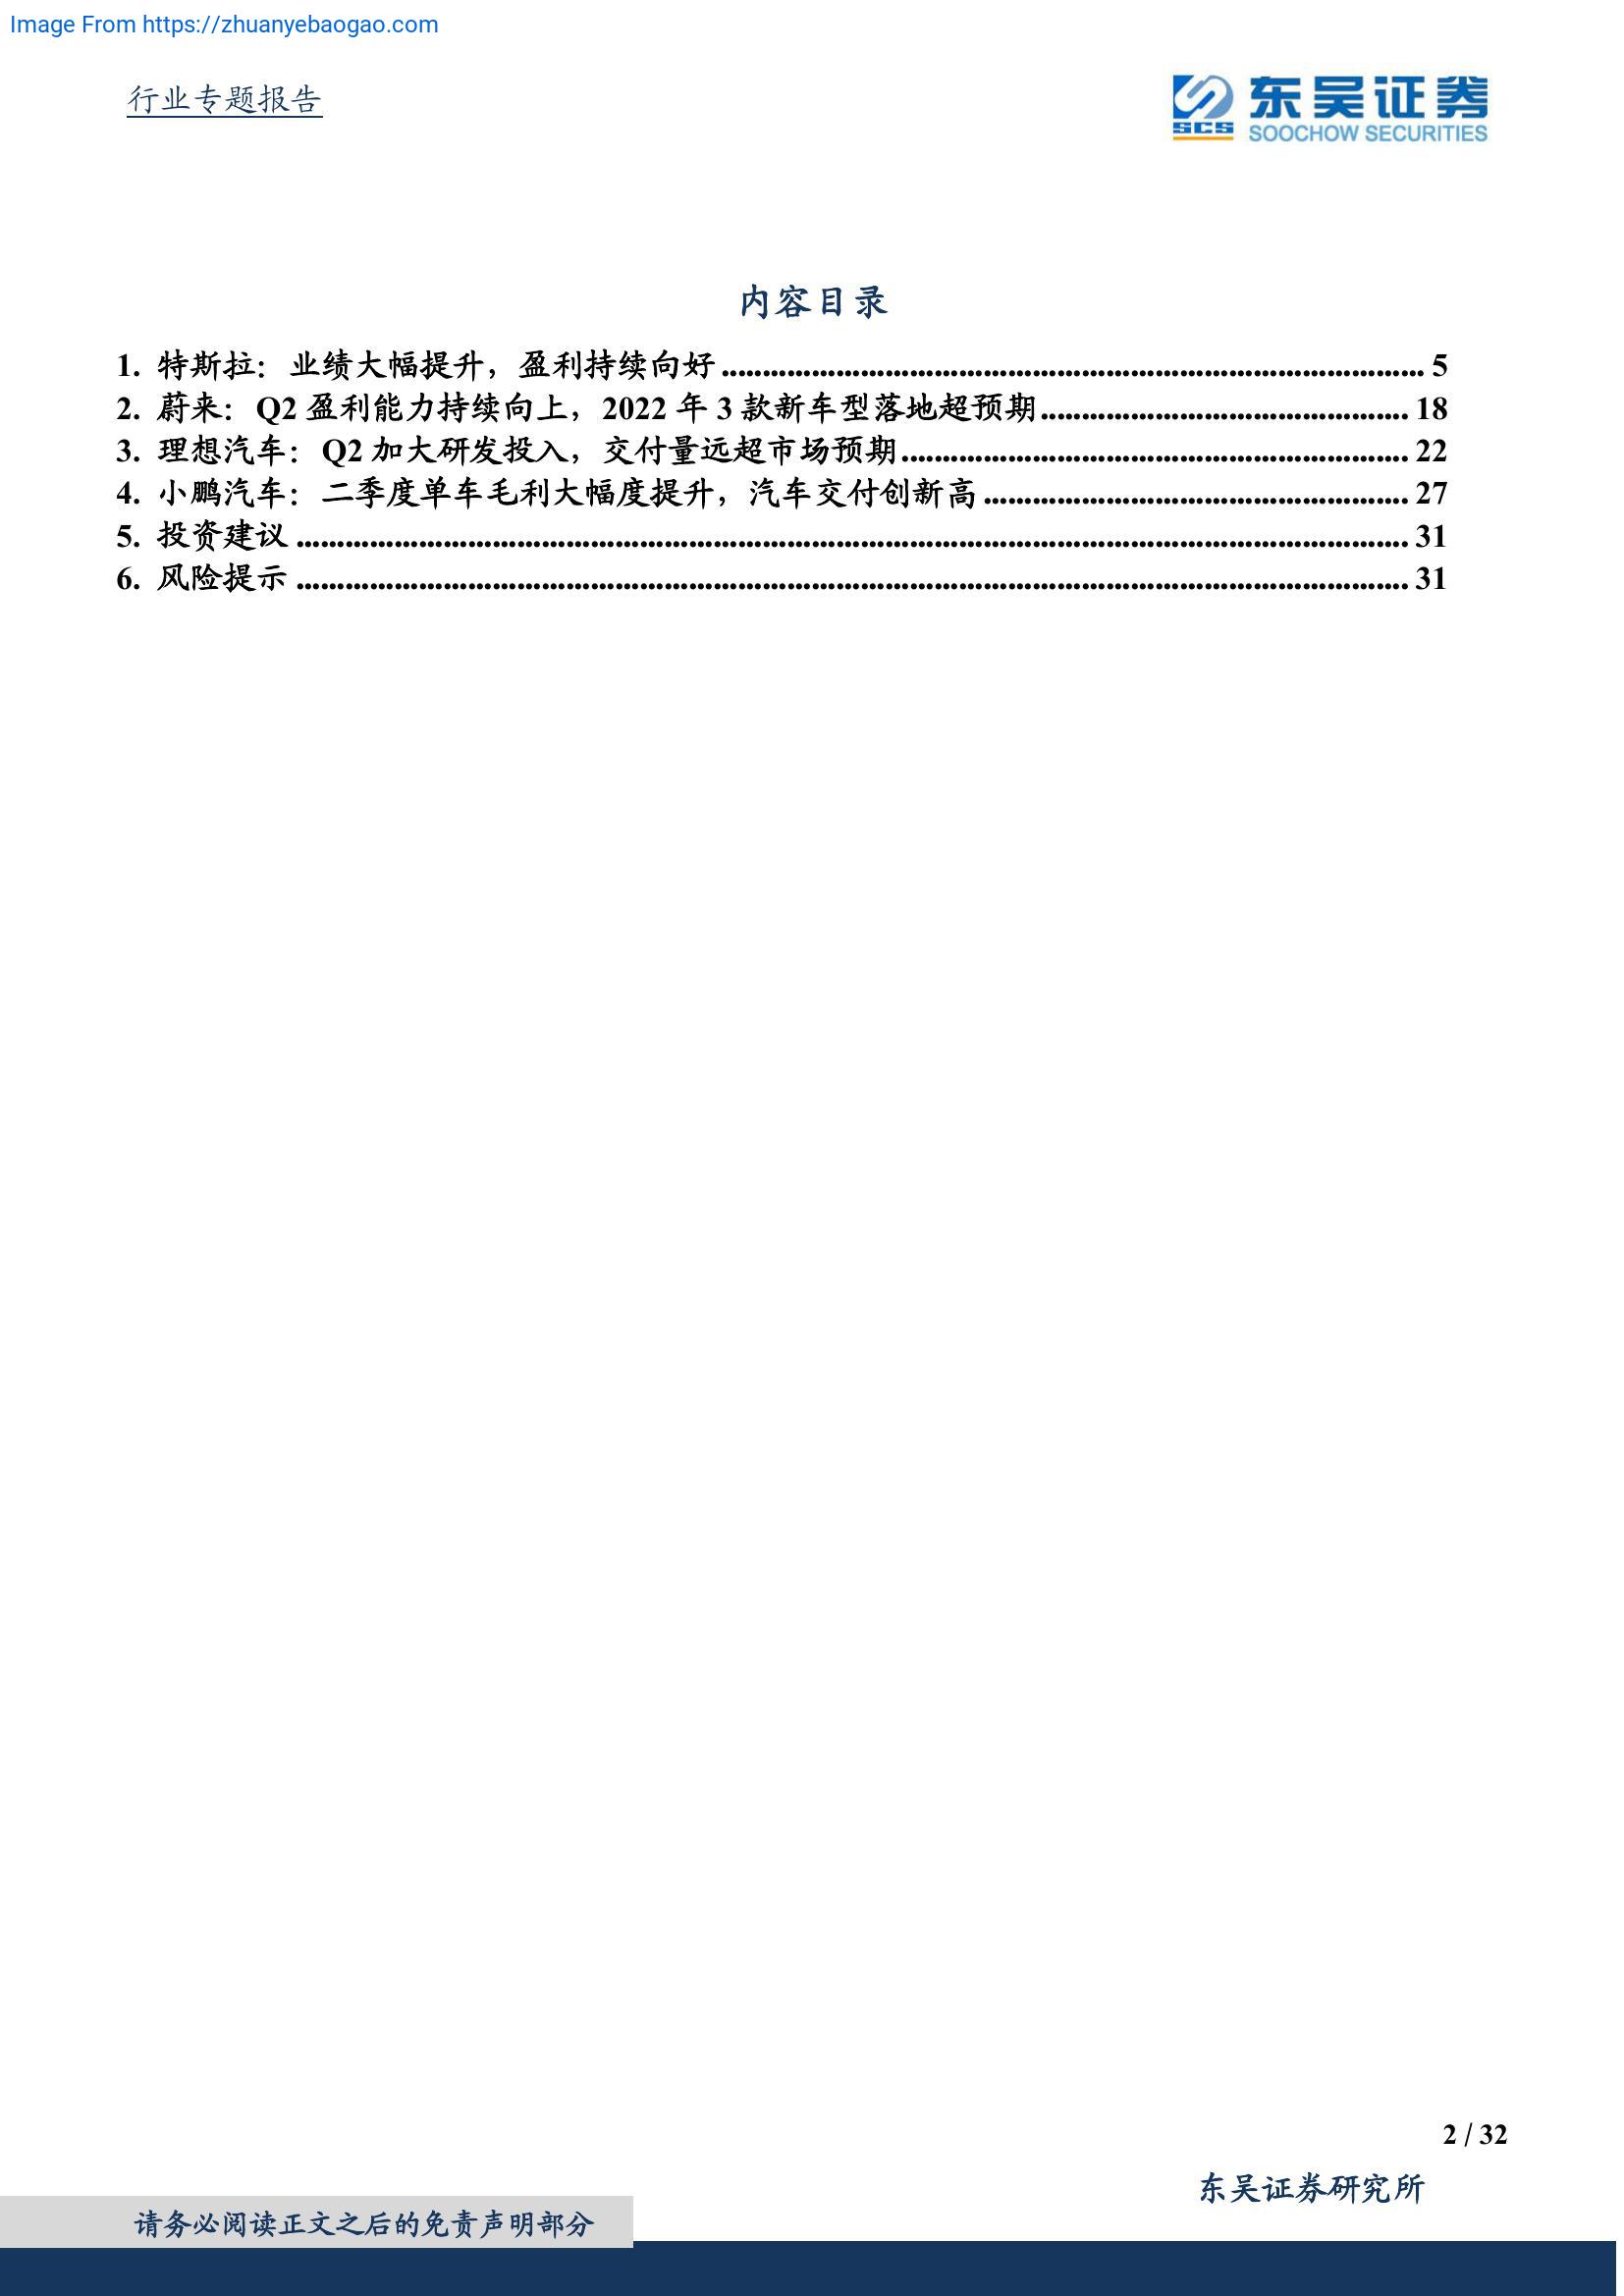 Image From https://zhuanyebaogao.com
行业专题报告
SCS
东吴证券
SOOCHOW SECURITIES
内容目录
1. 特斯拉：业绩大幅提升，盈利持续向好 ........ 5
2. 蔚来：Q2 盈利能力持续向上，2022 年 3 款新车型落地超预期 ........ 18
3. 理想汽车：Q2 加大研发投入，交付量远超市场预期 ........ 22
4. 小鹏汽车：二季度单车毛利大幅度提升，汽车交付创新高 ........ 27
5. 投资建议 ........ 31
6. 风险提示 ........ 31
2 / 32
东吴证券研究所
请务必阅读正文之后的免责声明部分